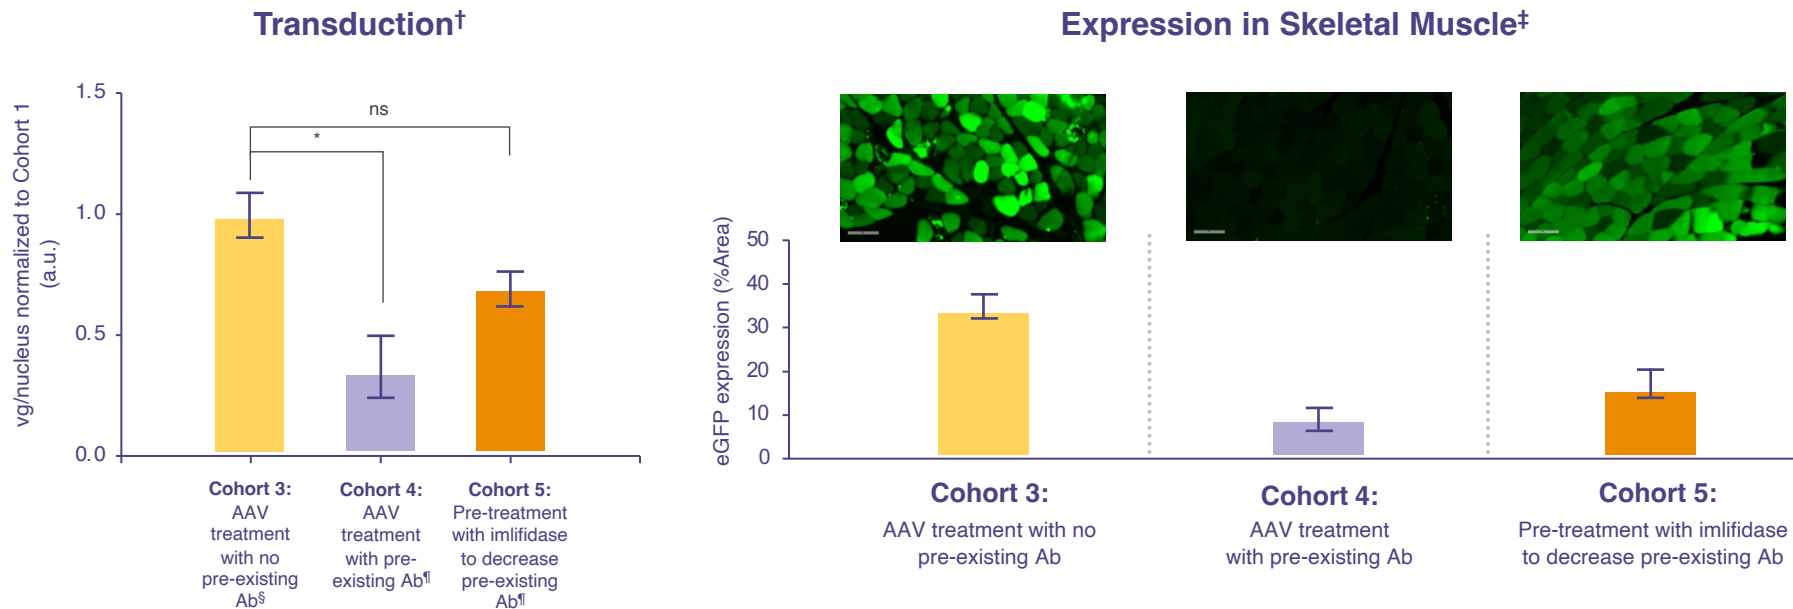 Transduction†
vg/nucleus normalized to Cohort 1
(a.u.)
1.5
1.0
0.5
0.0
ns
*
Cohort 3:
AAV
treatment
with no
pre-existing
Ab§
Cohort 4:
AAV
treatment
with pre-
existing Ab¶
Cohort 5:
Pre-treatment
with imlifidase
to decrease
pre-existing
Ab¶
Expression in Skeletal Muscle‡
eGFP expression (%Area)
50
40
30
20
10
0
Cohort 3:
AAV treatment with no
pre-existing Ab
Cohort 4:
AAV treatment
with pre-existing Ab
Cohort 5:
Pre-treatment with imlifidase
to decrease pre-existing Ab